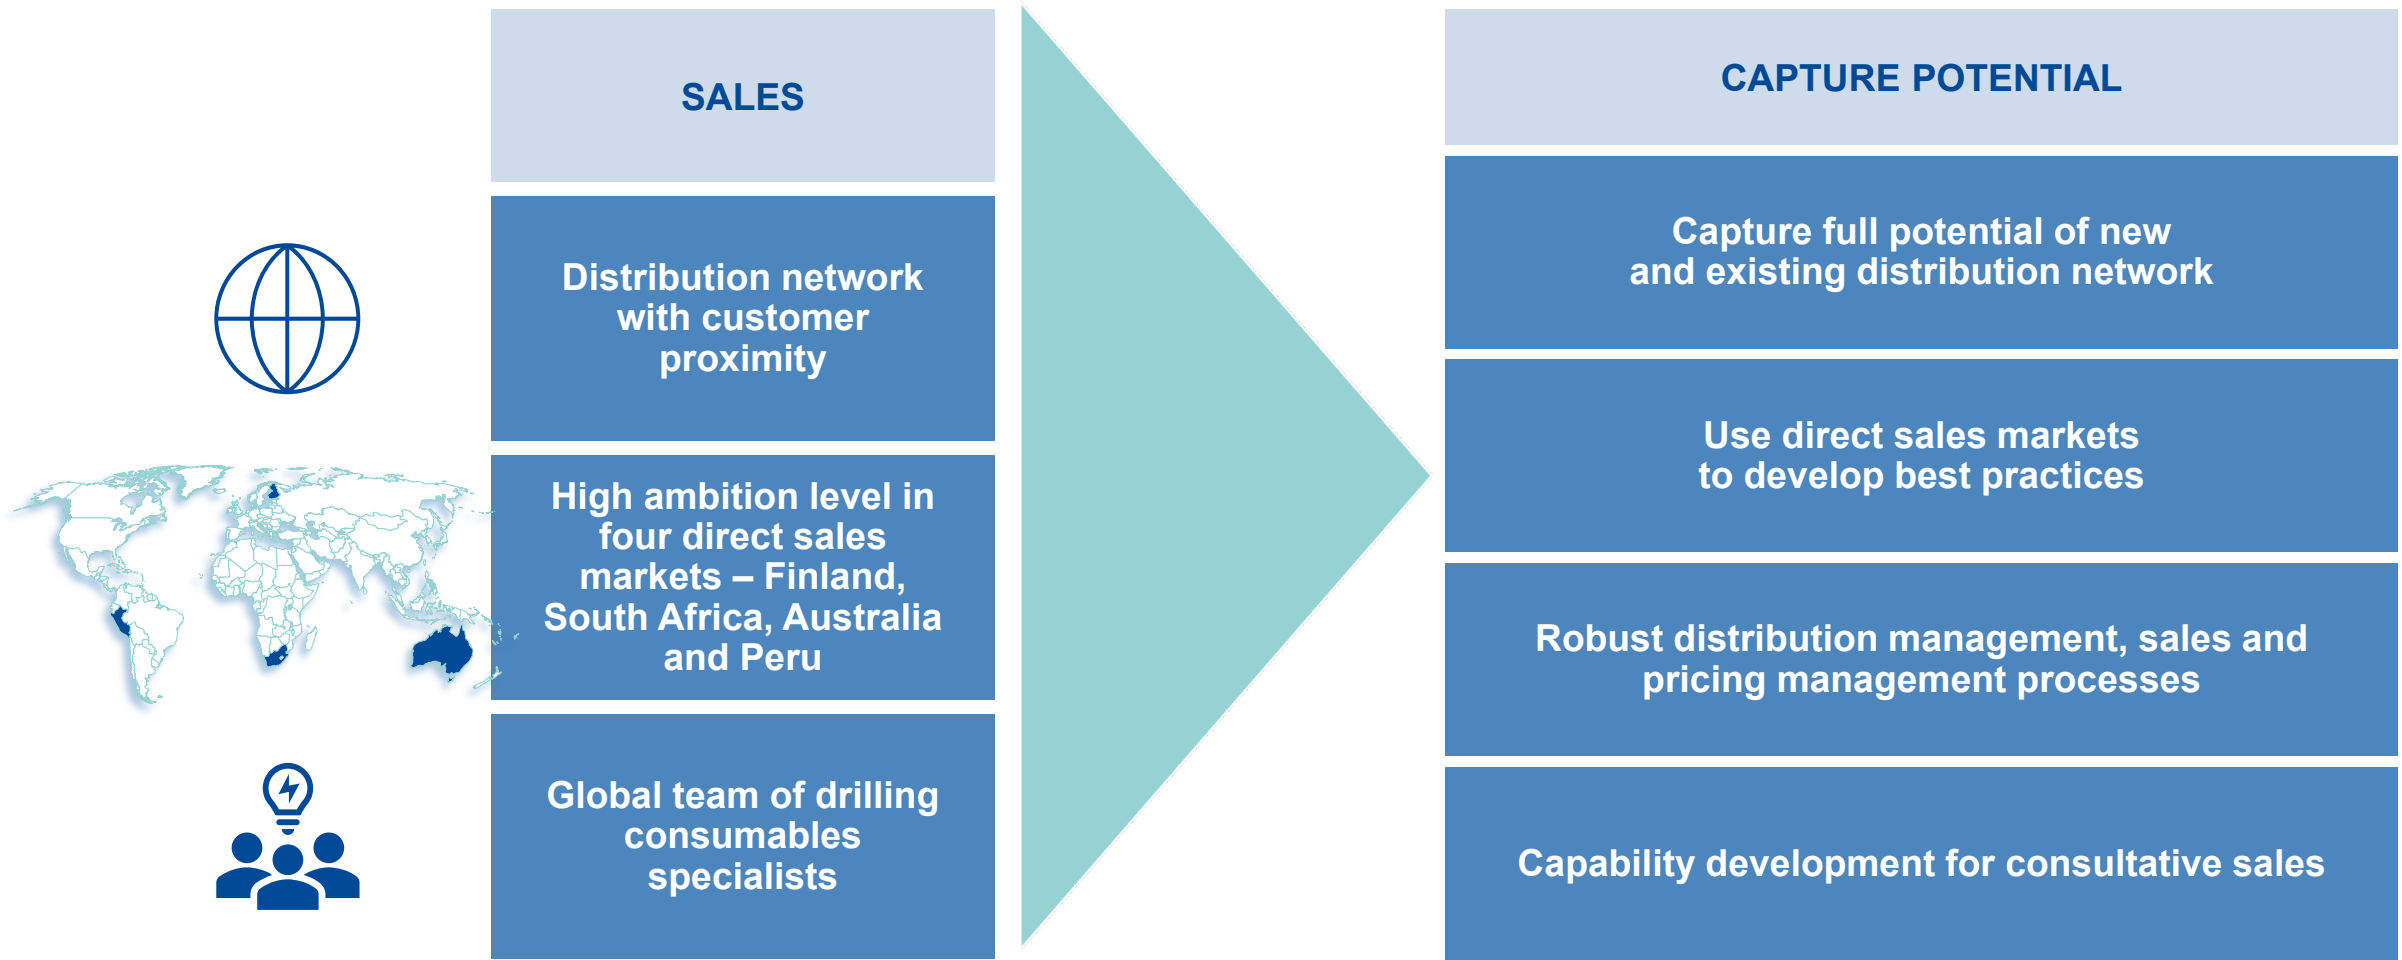 SALES
Distribution network
with customer
proximity
High ambition level in
four direct sales
markets – Finland,
South Africa, Australia
and Peru
Global team of drilling
consumables
specialists
CAPTURE POTENTIAL
Capture full potential of new
and existing distribution network
Use direct sales markets
to develop best practices
Robust distribution management, sales and
pricing management processes
Capability development for consultative sales